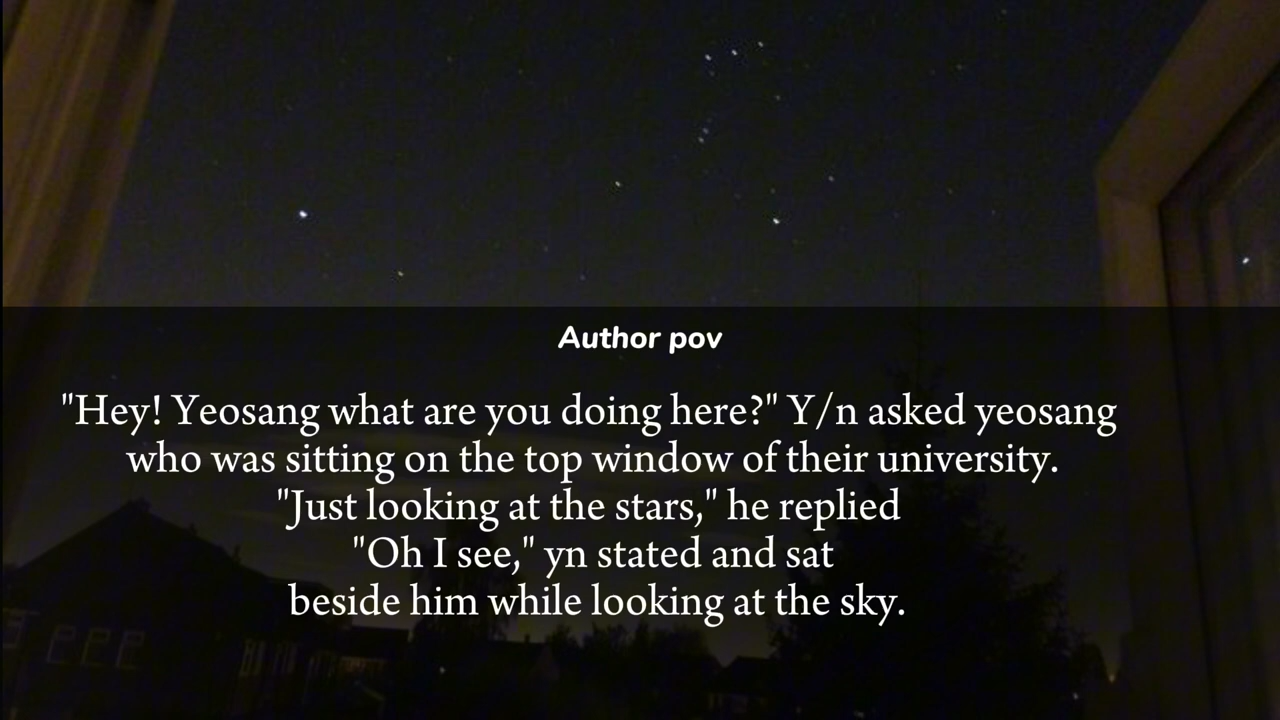 Author pov
"Hey! Yeosang what are you doing here?" Y/n asked yeosang
who was sitting on the top window of their university.
"Just looking at the stars," he replied
"Oh I see," yn stated and sat
beside him while looking at the sky.